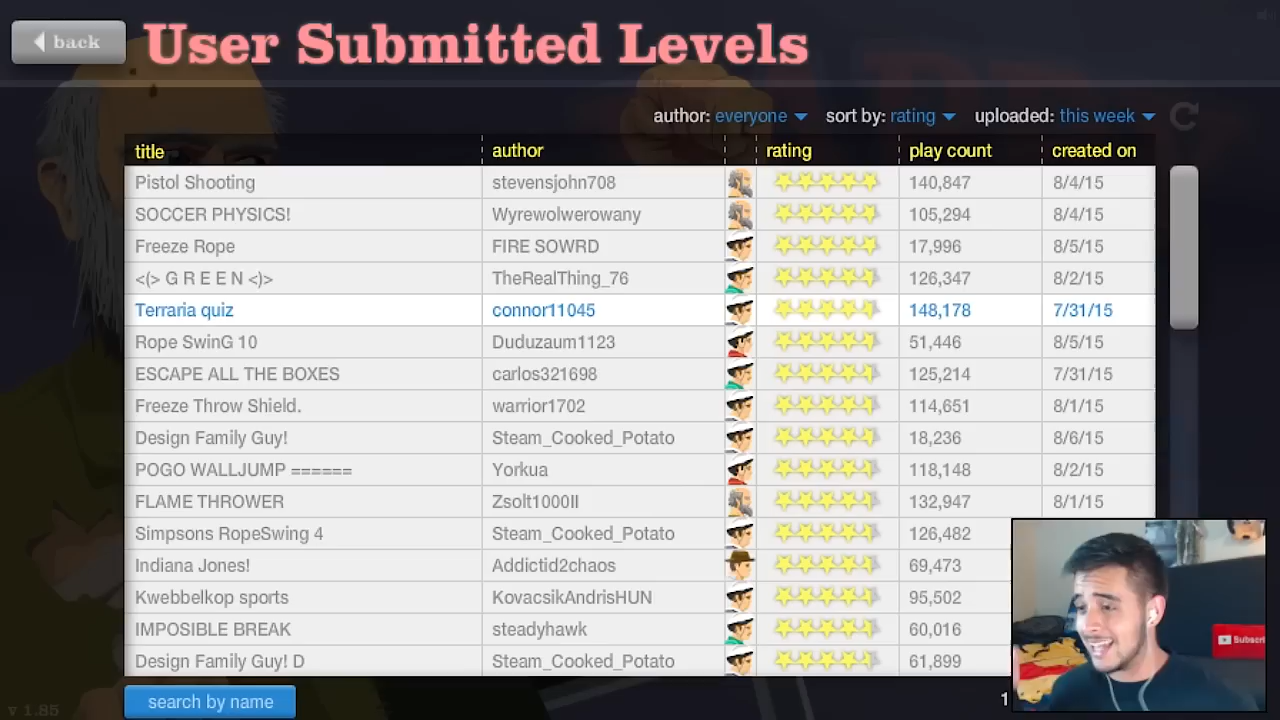 back
User Submitted Levels
author: everyone sort by: rating uploaded: this week
title author rating play count created on
Pistol Shooting stevensjohn708 140,847 8/4/15
SOCCER PHYSICS! Wyrewolwerowany 105,294 8/4/15
Freeze Rope FIRE SOWRD 17,996 8/5/15
<(> G R E E N <)> TheRealThing_76 126,347 8/2/15
Terraria quiz connor11045 148,178 7/31/15
Rope SwinG 10 Duduzaum1123 51,446 8/5/15
ESCAPE ALL THE BOXES carlos321698 125,214 7/31/15
Freeze Throw Shield. warrior1702 114,651 8/1/15
Design Family Guy! Steam_Cooked_Potato 18,236 8/6/15
POGO WALLJUMP ====== Yorkua 118,148 8/2/15
FLAME THROWER Zsolt1000II 132,947 8/1/15
Simpsons RopeSwing 4 Steam_Cooked_Potato 126,482
Indiana Jones! Addictid2chaos 69,473
Kwebbelkop sports KovacsikAndrisHUN 95,502
IMPOSIBLE BREAK steadyhawk 60,016
Design Family Guy! D Steam_Cooked_Potato 61,899
Subscri
search by name
1
v 1.85